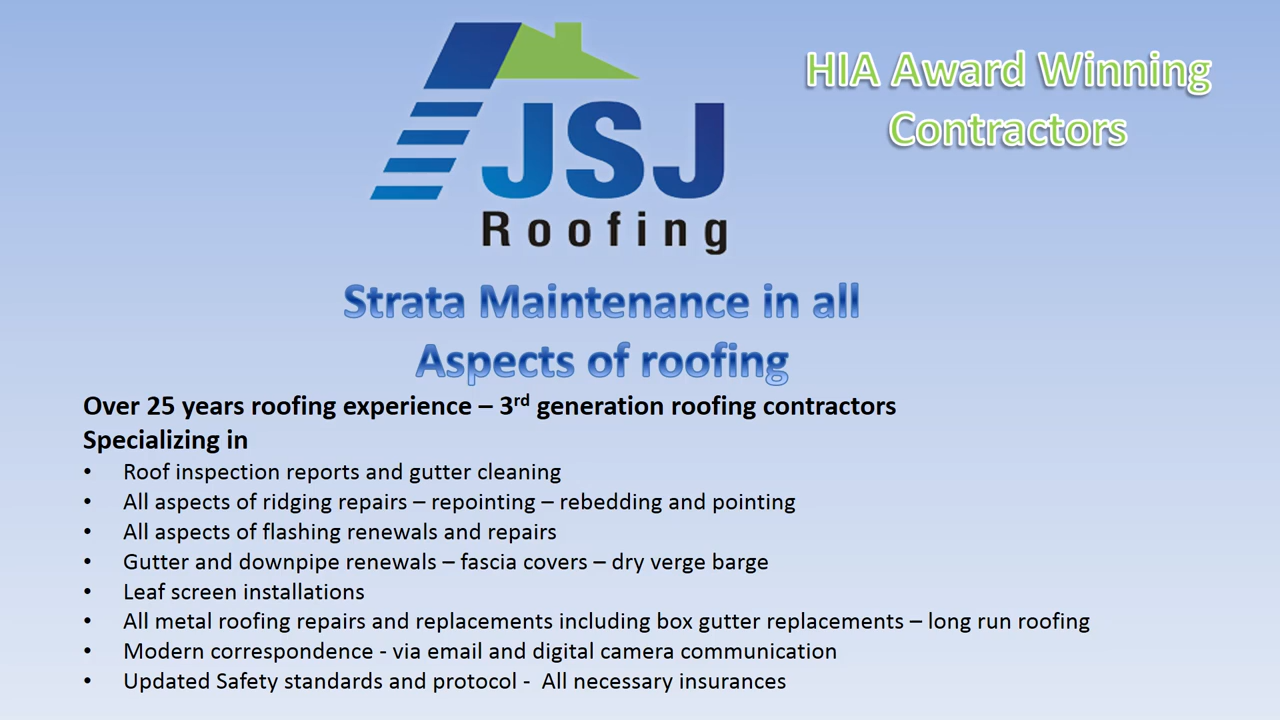 HIA Award Winning
Contractors
JSJ
Roofing
Strata Maintenance in all
Aspects of roofing
Over 25 years roofing experience – 3rd generation roofing contractors
Specializing in
• Roof inspection reports and gutter cleaning
• All aspects of ridging repairs – repointing – rebedding and pointing
• All aspects of flashing renewals and repairs
• Gutter and downpipe renewals – fascia covers – dry verge barge
• Leaf screen installations
• All metal roofing repairs and replacements including box gutter replacements – long run roofing
• Modern correspondence - via email and digital camera communication
• Updated Safety standards and protocol - All necessary insurances